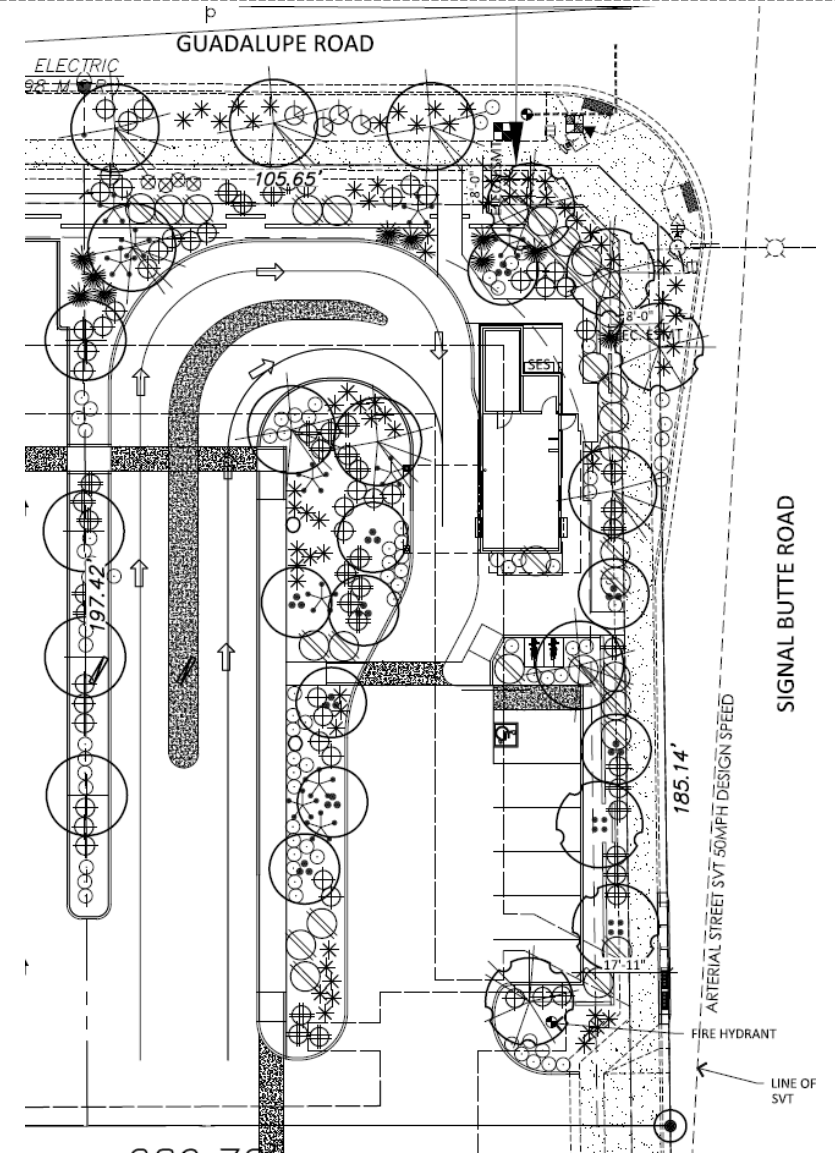 p
GUADALUPE ROAD
ELECTRIC
105.65'
8'-0"
8'-0"
SES
197.42'
SIGNAL BUTTE ROAD
185.14'
ARTERIAL STREET SVT 50MPH DESIGN SPEED
17'-11"
FIRE HYDRANT
LINE OF
SVT